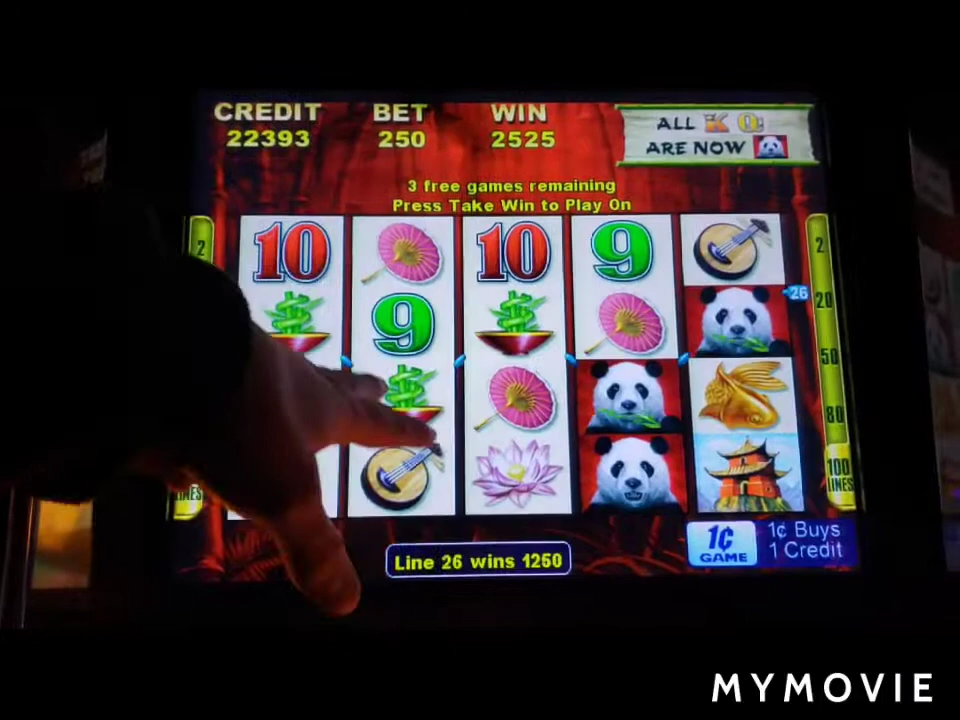 CREDIT BET WIN
22393 250 2525
ALL K Q
ARE NOW
3 free games remaining
Press Take Win to Play On
10 10 9
2 2
9
26
20
50
80
100
LINES
LINES
Line 26 wins 1250
1¢
GAME
1¢ Buys
1 Credit
MYMOVIE